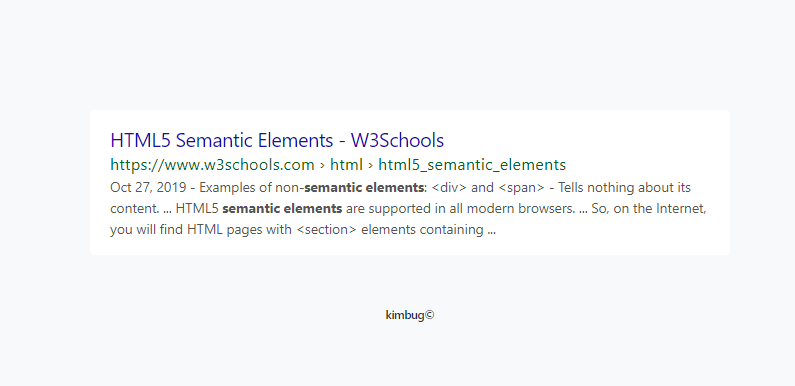 HTML5 Semantic Elements - W3Schools
https://www.w3schools.com › html › html5_semantic_elements
Oct 27, 2019 - Examples of non-semantic elements: <div> and <span> - Tells nothing about its
content. ... HTML5 semantic elements are supported in all modern browsers. ... So, on the Internet,
you will find HTML pages with <section> elements containing ...
kimbug©